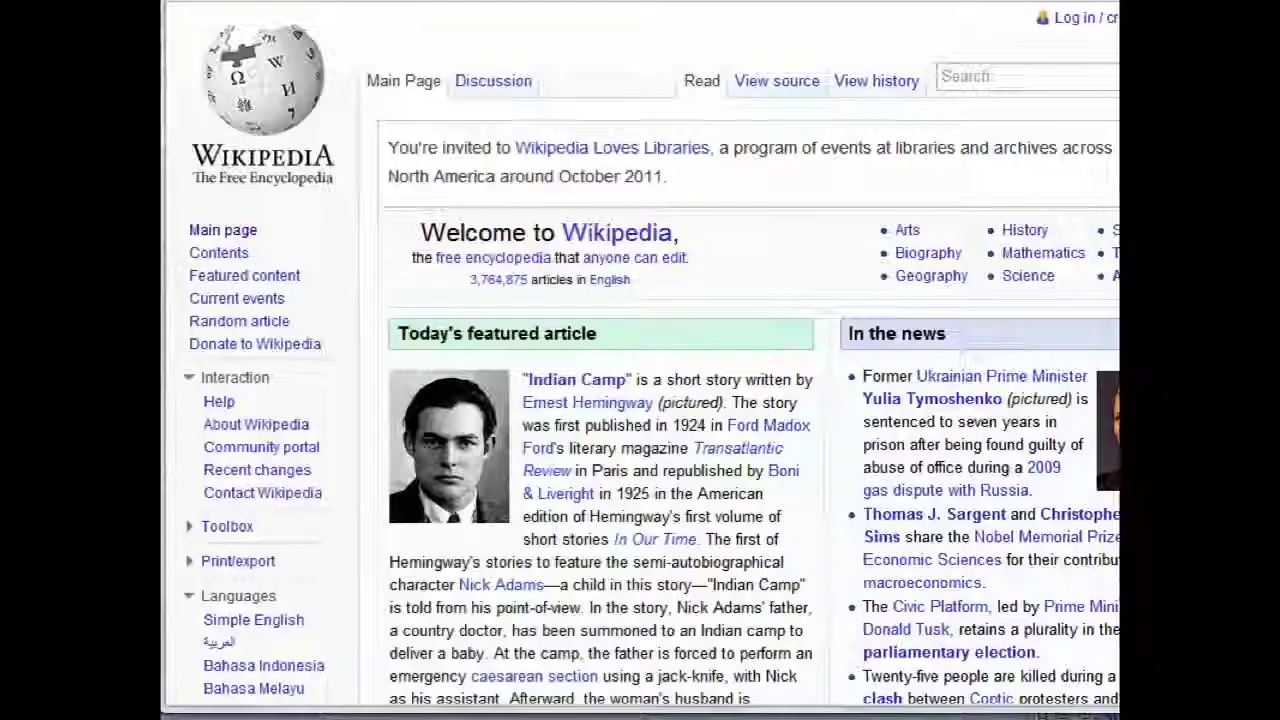 Log in / cr
Main Page Discussion Read View source View history Search
WIKIPEDIA
The Free Encyclopedia
You're invited to Wikipedia Loves Libraries, a program of events at libraries and archives across
North America around October 2011.
Main page
Contents
Featured content
Current events
Random article
Donate to Wikipedia
Interaction
Help
About Wikipedia
Community portal
Recent changes
Contact Wikipedia
Toolbox
Print/export
Languages
Simple English
العربية
Bahasa Indonesia
Bahasa Melayu
Welcome to Wikipedia,
the free encyclopedia that anyone can edit.
3,764,875 articles in English
Arts
Biography
Geography
History
Mathematics
Science
S
T
A
Today's featured article
"Indian Camp" is a short story written by
Ernest Hemingway (pictured). The story
was first published in 1924 in Ford Madox
Ford's literary magazine Transatlantic
Review in Paris and republished by Boni
& Liveright in 1925 in the American
edition of Hemingway's first volume of
short stories In Our Time. The first of
Hemingway's stories to feature the semi-autobiographical
character Nick Adams—a child in this story—"Indian Camp"
is told from his point-of-view. In the story, Nick Adams' father,
a country doctor, has been summoned to an Indian camp to
deliver a baby. At the camp, the father is forced to perform an
emergency caesarean section using a jack-knife, with Nick
as his assistant. Afterward, the woman's husband is
In the news
Former Ukrainian Prime Minister
Yulia Tymoshenko (pictured) is
sentenced to seven years in
prison after being found guilty of
abuse of office during a 2009
gas dispute with Russia.
Thomas J. Sargent and Christophe
Sims share the Nobel Memorial Prize
Economic Sciences for their contribu
macroeconomics.
The Civic Platform, led by Prime Mini
Donald Tusk, retains a plurality in the
parliamentary election.
Twenty-five people are killed during a
clash between Coptic protesters and